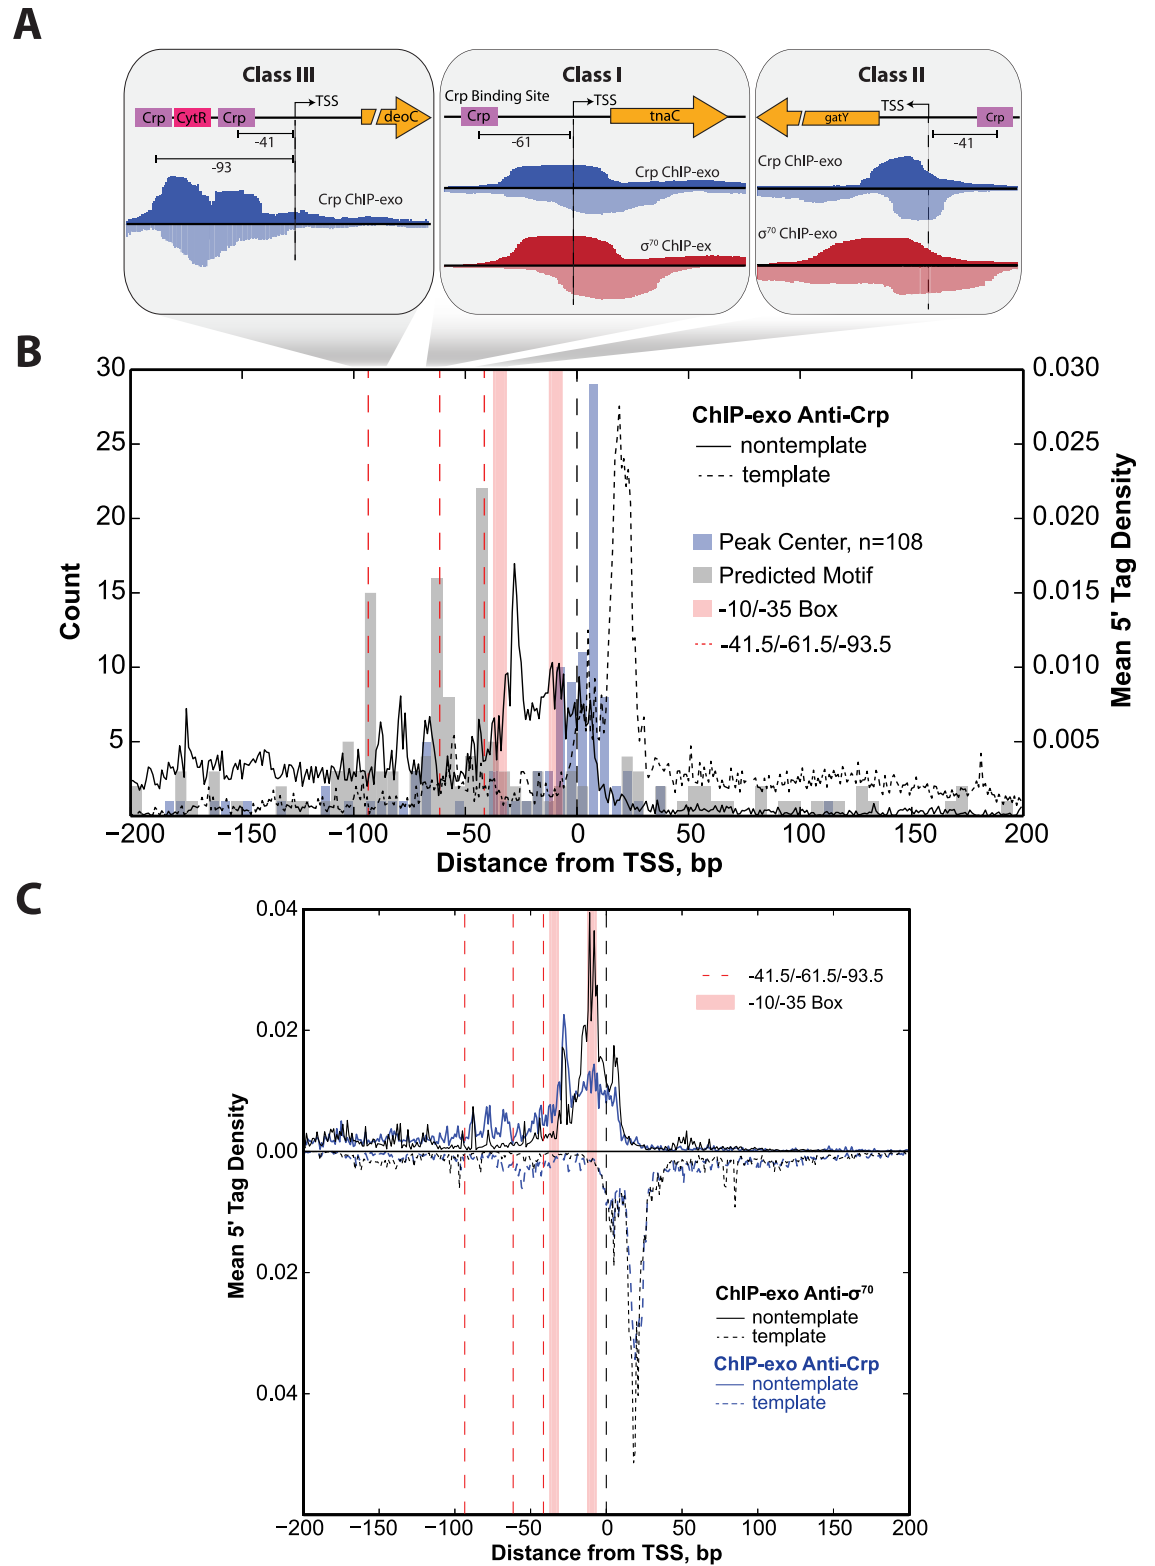 A
Class III
Crp
CytR
Crp
TSS
deoC
-41
-93
Crp ChIP-exo
Class I
Crp Binding Site
Crp
TSS
tnaC
-61
Crp ChIP-exo
σ70 ChIP-ex
Class II
TSS
gatY
Crp
-41
Crp ChIP-exo
σ70 ChIP-exo
B
30
25
20
15
10
5
Count
0.030
0.025
0.020
0.015
0.010
0.005
Mean 5' Tag Density
ChIP-exo Anti-Crp
nontemplate
template
Peak Center, n=108
Predicted Motif
-10/-35 Box
-41.5/-61.5/-93.5
−200 −150 −100 −50 0 50 100 150 200
Distance from TSS, bp
C
0.04
0.02
0.00
0.02
0.04
Mean 5' Tag Density
-41.5/-61.5/-93.5
-10/-35 Box
ChIP-exo Anti-σ70
nontemplate
template
ChIP-exo Anti-Crp
nontemplate
template
−200 −150 −100 −50 0 50 100 150 200
Distance from TSS, bp